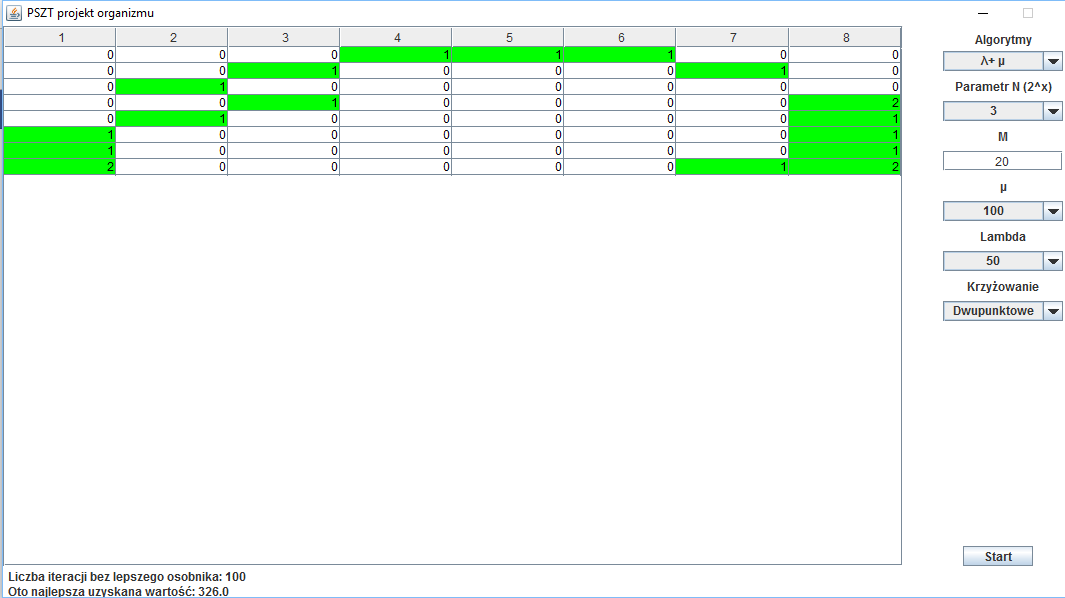 PSZT projekt organizmu
1 2 3 4 5 6 7 8
0 0 0 1 1 1 0 0
0 0 1 0 0 0 1 0
0 1 0 0 0 0 0 0
0 0 1 0 0 0 0 2
0 1 0 0 0 0 0 1
1 0 0 0 0 0 0 1
1 0 0 0 0 0 0 1
2 0 0 0 0 0 1 2
Algorytmy
λ+ µ
Parametr N (2^x)
3
M
20
µ
100
Lambda
50
Krzyżowanie
Dwupunktowe
Start
Liczba iteracji bez lepszego osobnika: 100
Oto najlepsza uzyskana wartość: 326.0